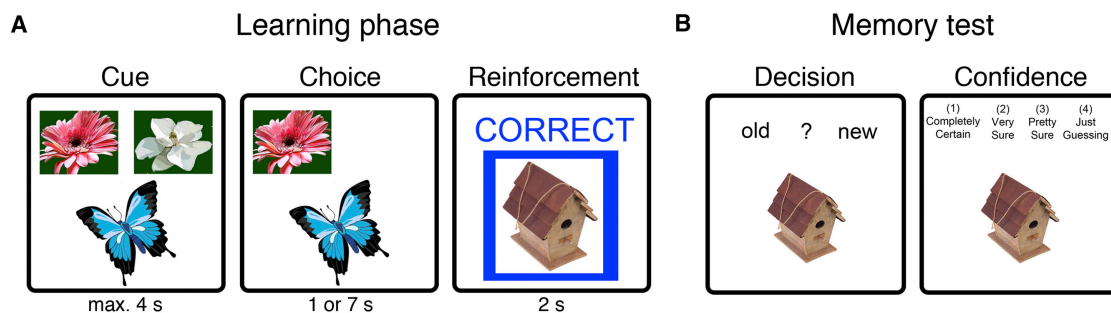 A
Learning phase
Cue
Choice
Reinforcement
CORRECT
max. 4 s
1 or 7 s
2 s
B
Memory test
Decision
Confidence
old ? new
(1) Completely Certain
(2) Very Sure
(3) Pretty Sure
(4) Just Guessing